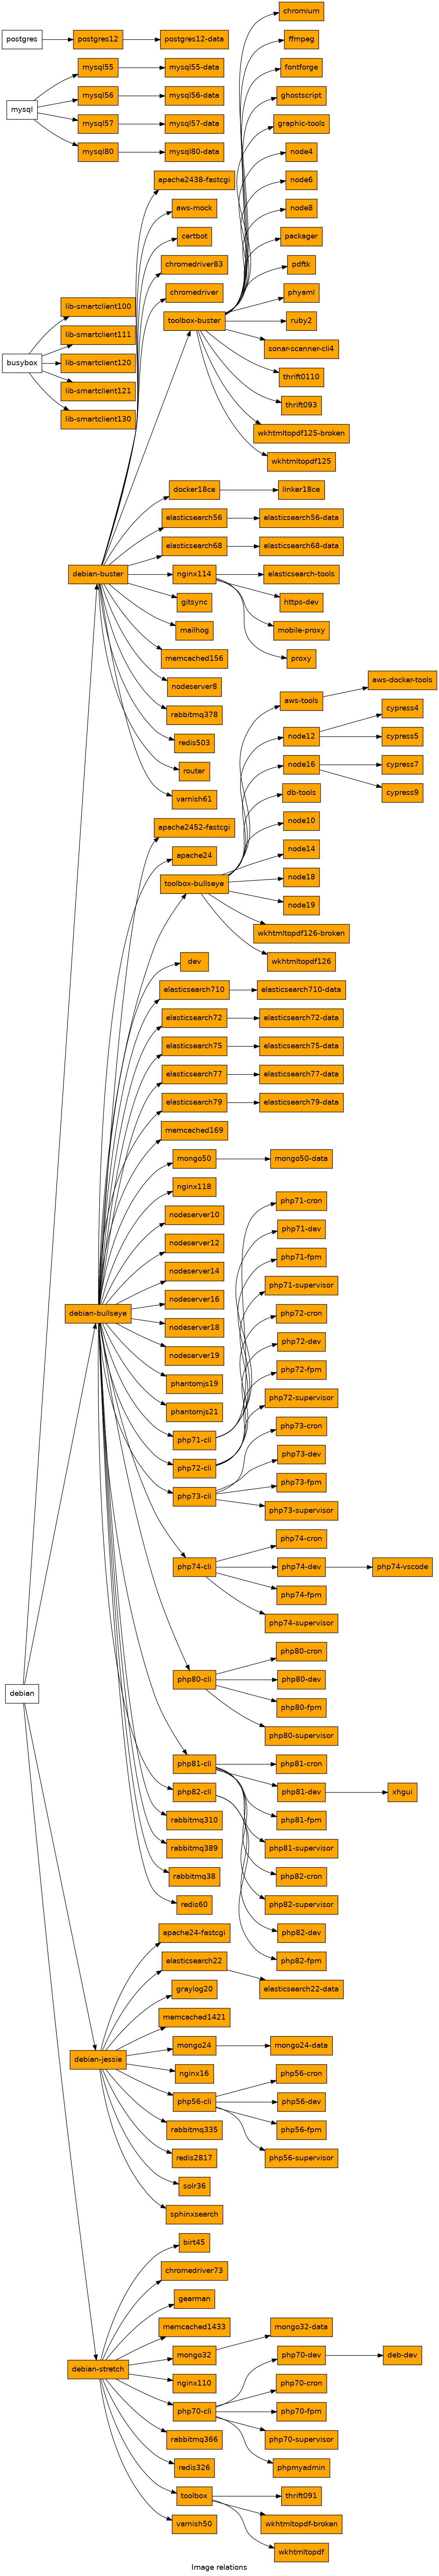 chromium
postgres
postgres12
postgres12-data
ffmpeg
mysql55
mysql55-data
fontforge
mysql
mysql56
mysql56-data
ghostscript
mysql57
mysql57-data
graphic-tools
mysql80
mysql80-data
node4
apache2438-fastcgi
node6
aws-mock
node8
certbot
packager
chromedriver83
pdftk
chromedriver
phyaml
lib-smartclient100
toolbox-buster
ruby2
lib-smartclient111
sonar-scanner-cli4
busybox
lib-smartclient120
thrift0110
lib-smartclient121
thrift093
lib-smartclient130
wkhtmltopdf125-broken
wkhtmltopdf125
docker18ce
linker18ce
elasticsearch56
elasticsearch56-data
elasticsearch68
elasticsearch68-data
debian-buster
nginx114
elasticsearch-tools
gitsync
https-dev
mailhog
mobile-proxy
memcached156
proxy
nodeserver8
aws-docker-tools
aws-tools
rabbitmq378
cypress4
redis503
node12
cypress5
router
node16
cypress7
varnish61
db-tools
cypress9
apache2452-fastcgi
node10
apache24
node14
toolbox-bullseye
node18
node19
wkhtmltopdf126-broken
dev
wkhtmltopdf126
elasticsearch710
elasticsearch710-data
elasticsearch72
elasticsearch72-data
elasticsearch75
elasticsearch75-data
elasticsearch77
elasticsearch77-data
elasticsearch79
elasticsearch79-data
memcached169
mongo50
mongo50-data
nginx118
php71-cron
nodeserver10
php71-dev
nodeserver12
php71-fpm
nodeserver14
php71-supervisor
nodeserver16
php72-cron
debian-bullseye
nodeserver18
php72-dev
nodeserver19
php72-fpm
phantomjs19
php72-supervisor
phantomjs21
php73-cron
php71-cli
php73-dev
php72-cli
php73-fpm
php73-cli
php73-supervisor
php74-cron
php74-cli
php74-dev
php74-vscode
php74-fpm
php74-supervisor
php80-cron
php80-cli
php80-dev
debian
php80-fpm
php80-supervisor
php81-cli
php81-cron
php82-cli
php81-dev
xhgui
rabbitmq310
php81-fpm
rabbitmq389
php81-supervisor
rabbitmq38
php82-cron
redis60
php82-supervisor
apache24-fastcgi
php82-dev
elasticsearch22
php82-fpm
graylog20
elasticsearch22-data
memcached1421
debian-jessie
mongo24
mongo24-data
nginx16
php56-cron
php56-cli
php56-dev
rabbitmq335
php56-fpm
redis2817
php56-supervisor
solr36
sphinxsearch
birt45
chromedriver73
gearman
memcached1433
mongo32-data
debian-stretch
mongo32
php70-dev
deb-dev
nginx110
php70-cron
php70-cli
php70-fpm
rabbitmq366
php70-supervisor
redis326
phpmyadmin
toolbox
thrift091
varnish50
wkhtmltopdf-broken
wkhtmltopdf
Image relations